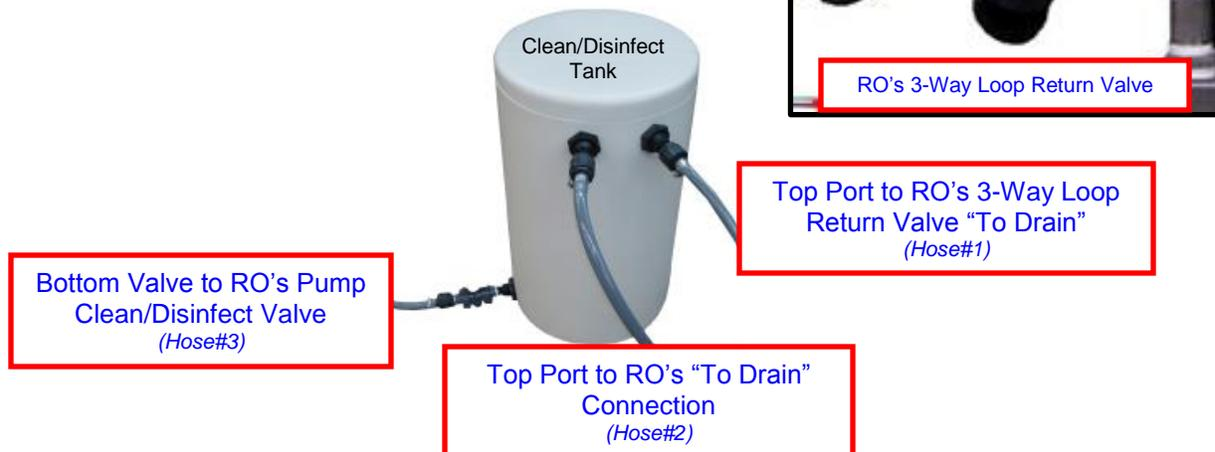 Clean/Disinfect
Tank
RO's 3-Way Loop Return Valve
Top Port to RO's 3-Way Loop
Return Valve “To Drain”
(Hose#1)
Bottom Valve to RO's Pump
Clean/Disinfect Valve
(Hose#3)
Top Port to RO's “To Drain”
Connection
(Hose#2)